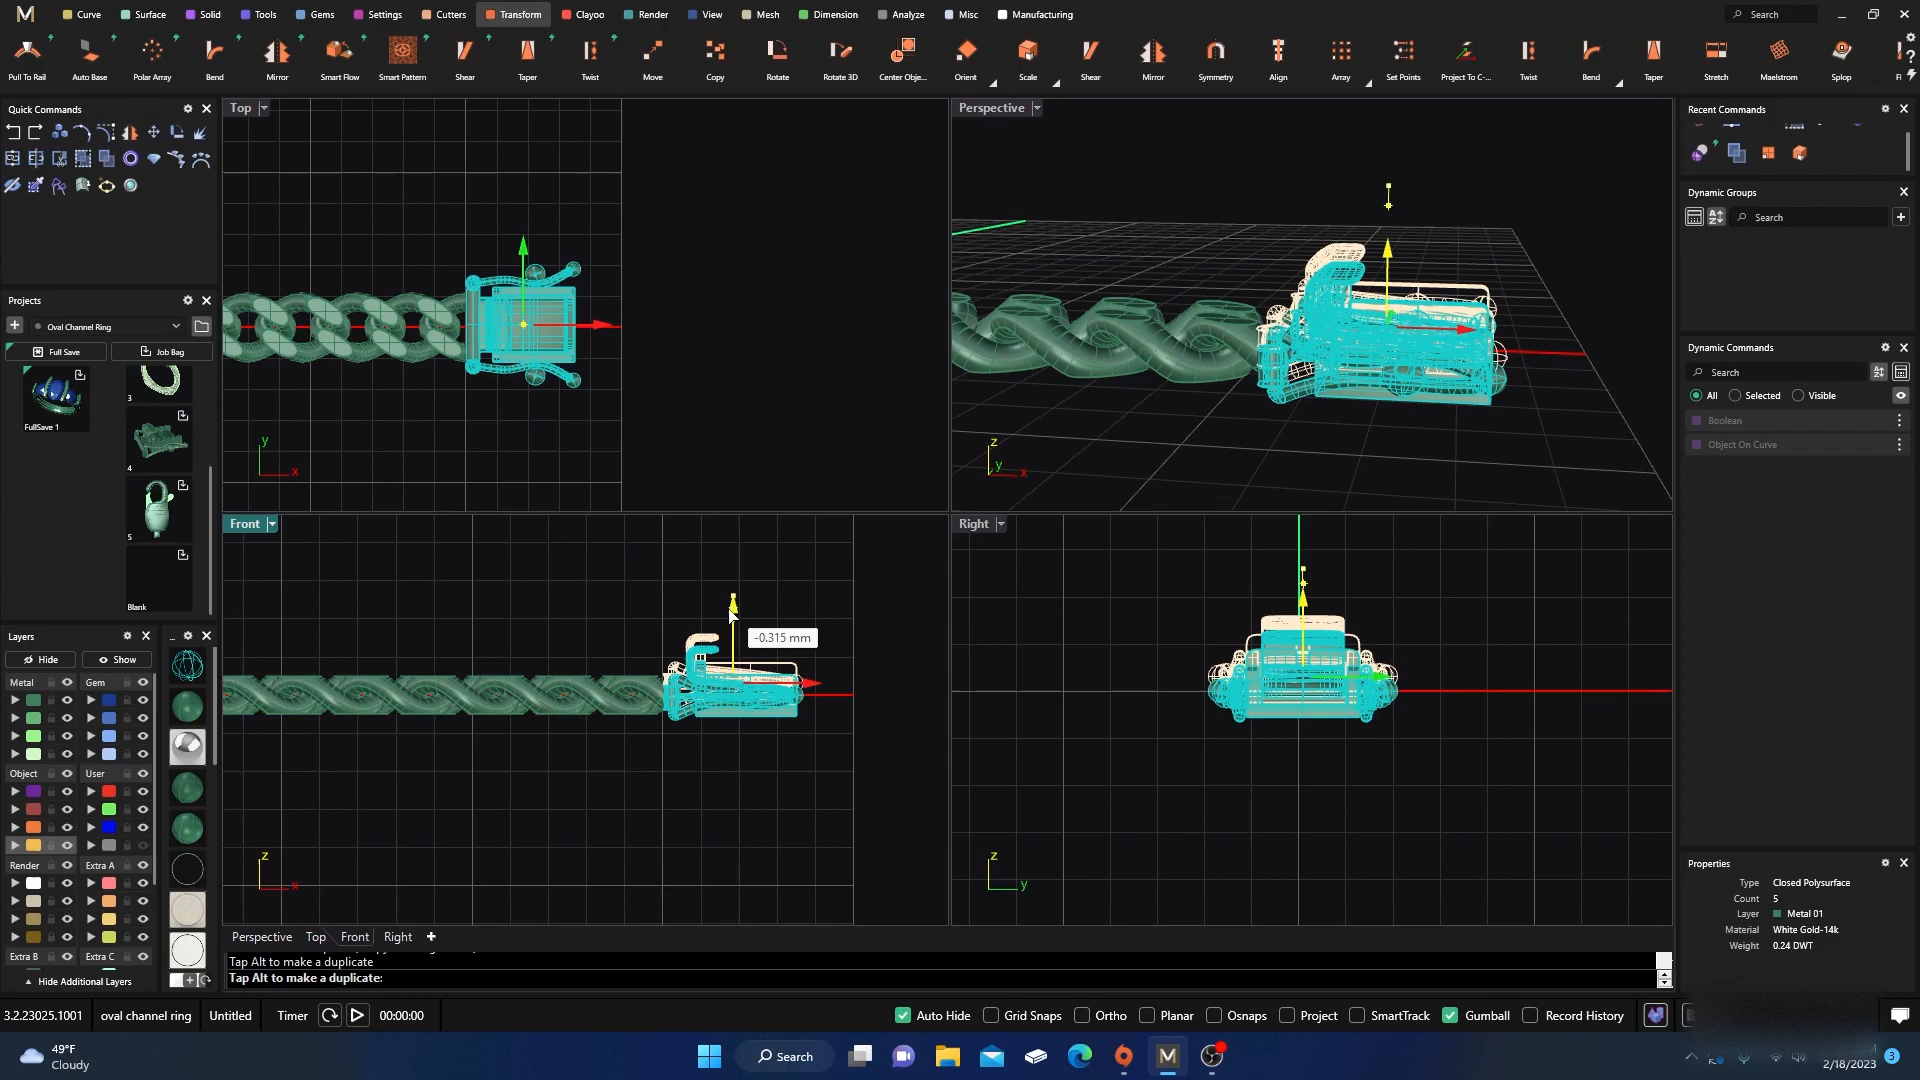 M Curve Surface Solid Tools Gems Settings Cutters Transform Clayoo Render View Mesh Dimension Analyze Misc Manufacturing Search
Pull To Rail Auto Base Polar Array Bend Mirror Smart Flow Smart Pattern Shear Taper Twist Move Copy Rotate Rotate 3D Center Obje... Orient Scale Shear Mirror Symmetry Align Array Set Points Project To C-... Twist Bend Taper Stretch Maelstrom Splop
Quick Commands
Projects
Oval Channel Ring
Full Save Job Bag
FullSave 1
3
4
5
Blank
Layers
Hide Show
Metal Gem
Object User
Render Extra A
Extra B Extra C
Hide Additional Layers
Top
Perspective
y
x
z
y
x
Front
Right
-0.315 mm
z
x
z
y
Perspective Top Front Right
Tap Alt to make a duplicate
Tap Alt to make a duplicate:
Recent Commands
Dynamic Groups
Search
Dynamic Commands
Search
All Selected Visible
Boolean
Object On Curve
Properties
Type Closed Polysurface
Count 5
Layer Metal 01
Material White Gold-14k
Weight 0.24 DWT
3.2.23025.1001 oval channel ring Untitled Timer 00:00:00 Auto Hide Grid Snaps Ortho Planar Osnaps Project SmartTrack Gumball Record History
49°F
Cloudy
Search
M
2/18/2023
3